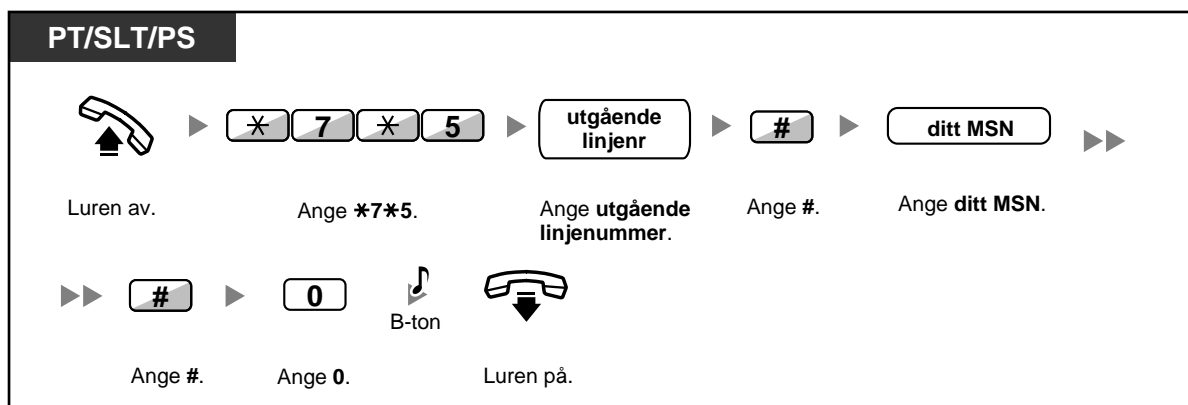 PT/SLT/PS
✳ 7 ✳ 5
utgående
linjenr
#
ditt MSN
Luren av.
Ange ✳7✳5.
Ange utgående
linjenummer.
Ange #.
Ange ditt MSN.
#
0
B-ton
Ange #.
Ange 0.
Luren på.